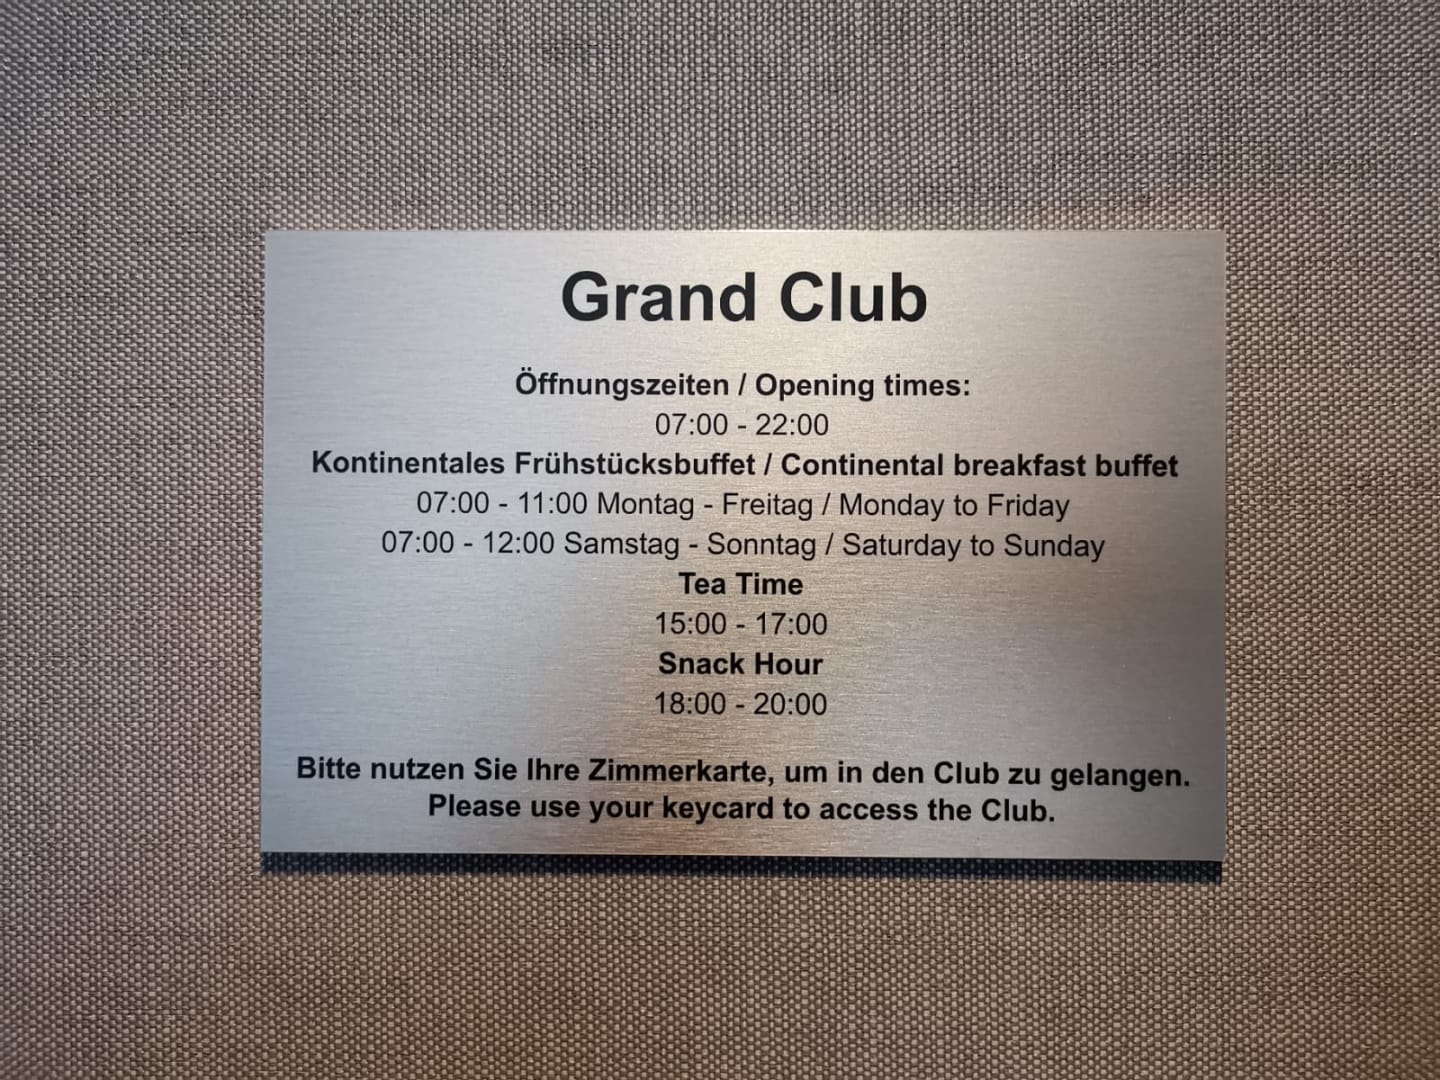 Grand Club
Öffnungszeiten / Opening times:
07:00 - 22:00
Kontinentales Frühstücksbuffet / Continental breakfast buffet
07:00 - 11:00 Montag - Freitag / Monday to Friday
07:00 - 12:00 Samstag - Sonntag / Saturday to Sunday
Tea Time
15:00 - 17:00
Snack Hour
18:00 - 20:00
Bitte nutzen Sie Ihre Zimmerkarte, um in den Club zu gelangen.
Please use your keycard to access the Club.